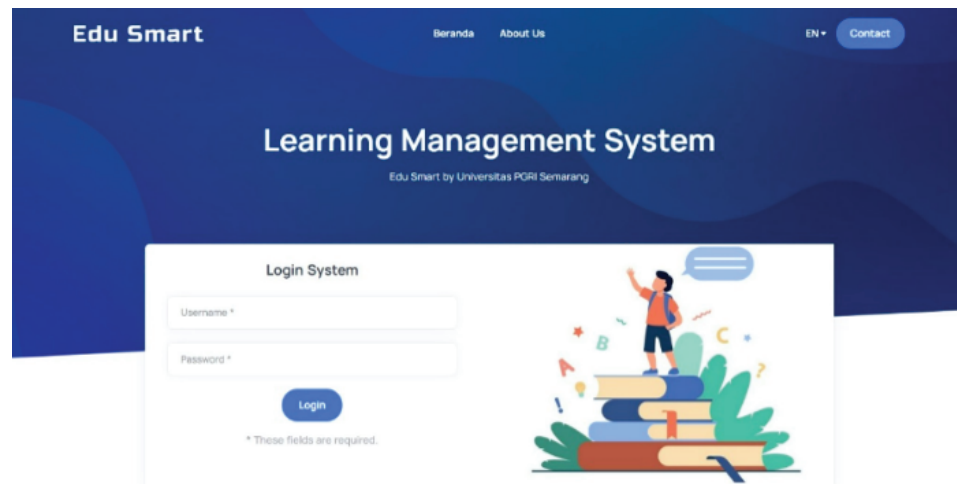 Edu Smart
Beranda About Us
EN Contact
Learning Management System
Edu Smart by Universitas PGRI Semarang
Login System
Username *
Password *
Login
* These fields are required.
A B C ? !